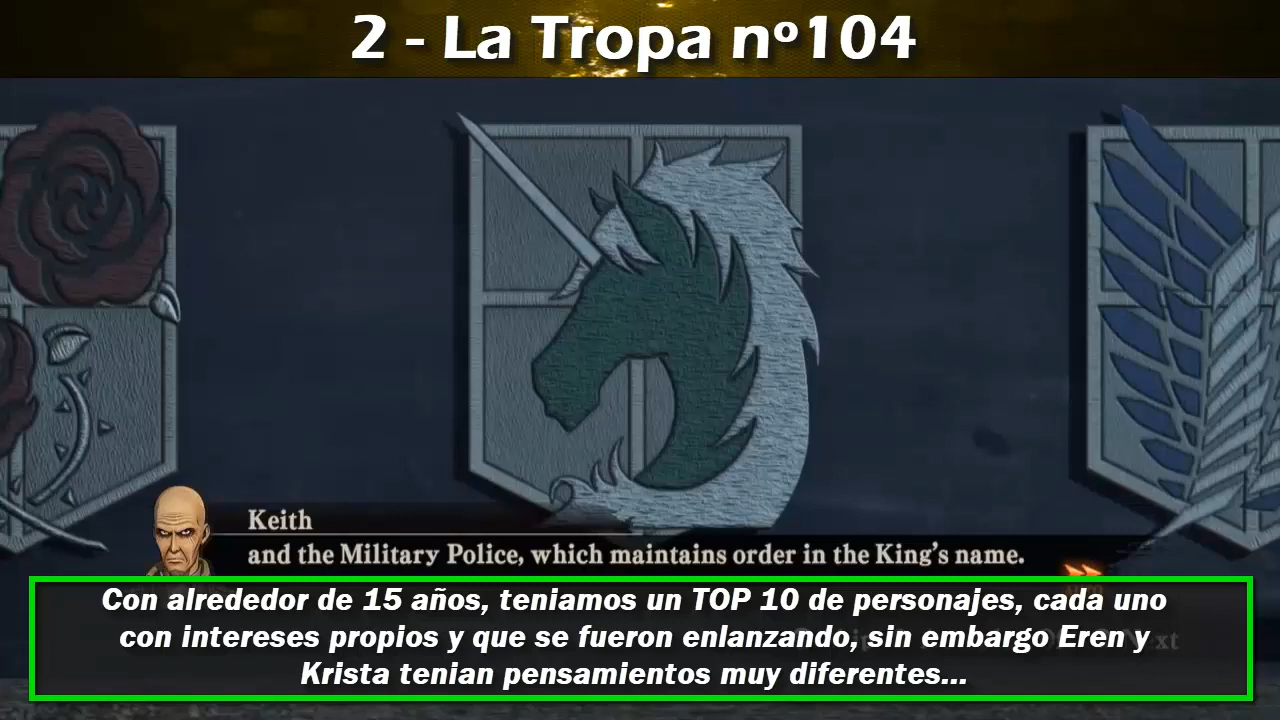 2 - La Tropa nº104
Keith
and the Military Police, which maintains order in the King's name.
Con alrededor de 15 años, teniamos un TOP 10 de personajes, cada uno
con intereses propios y que se fueron enlanzando, sin embargo Eren y
Krista tenian pensamientos muy diferentes...